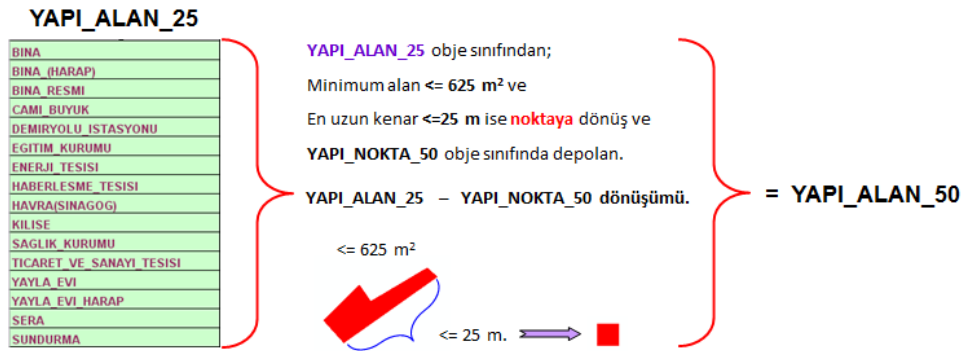 YAPI_ALAN_25
BINA
BINA_(HARAP)
BINA_RESMI
CAMI_BUYUK
DEMIRYOLU_ISTASYONU
EGITIM_KURUMU
ENERJI_TESISI
HABERLESME_TESISI
HAVRA(SINAGOG)
KILISE
SAGLIK_KURUMU
TICARET_VE_SANAYI_TESISI
YAYLA_EVI
YAYLA_EVI_HARAP
SERA
SUNDURMA
YAPI_ALAN_25 obje sınıfından;
Minimum alan <= 625 m² ve
En uzun kenar <=25 m ise noktaya dönüş ve
YAPI_NOKTA_50 obje sınıfında depolan.
YAPI_ALAN_25 – YAPI_NOKTA_50 dönüşümü.
<= 625 m²
<= 25 m.
= YAPI_ALAN_50